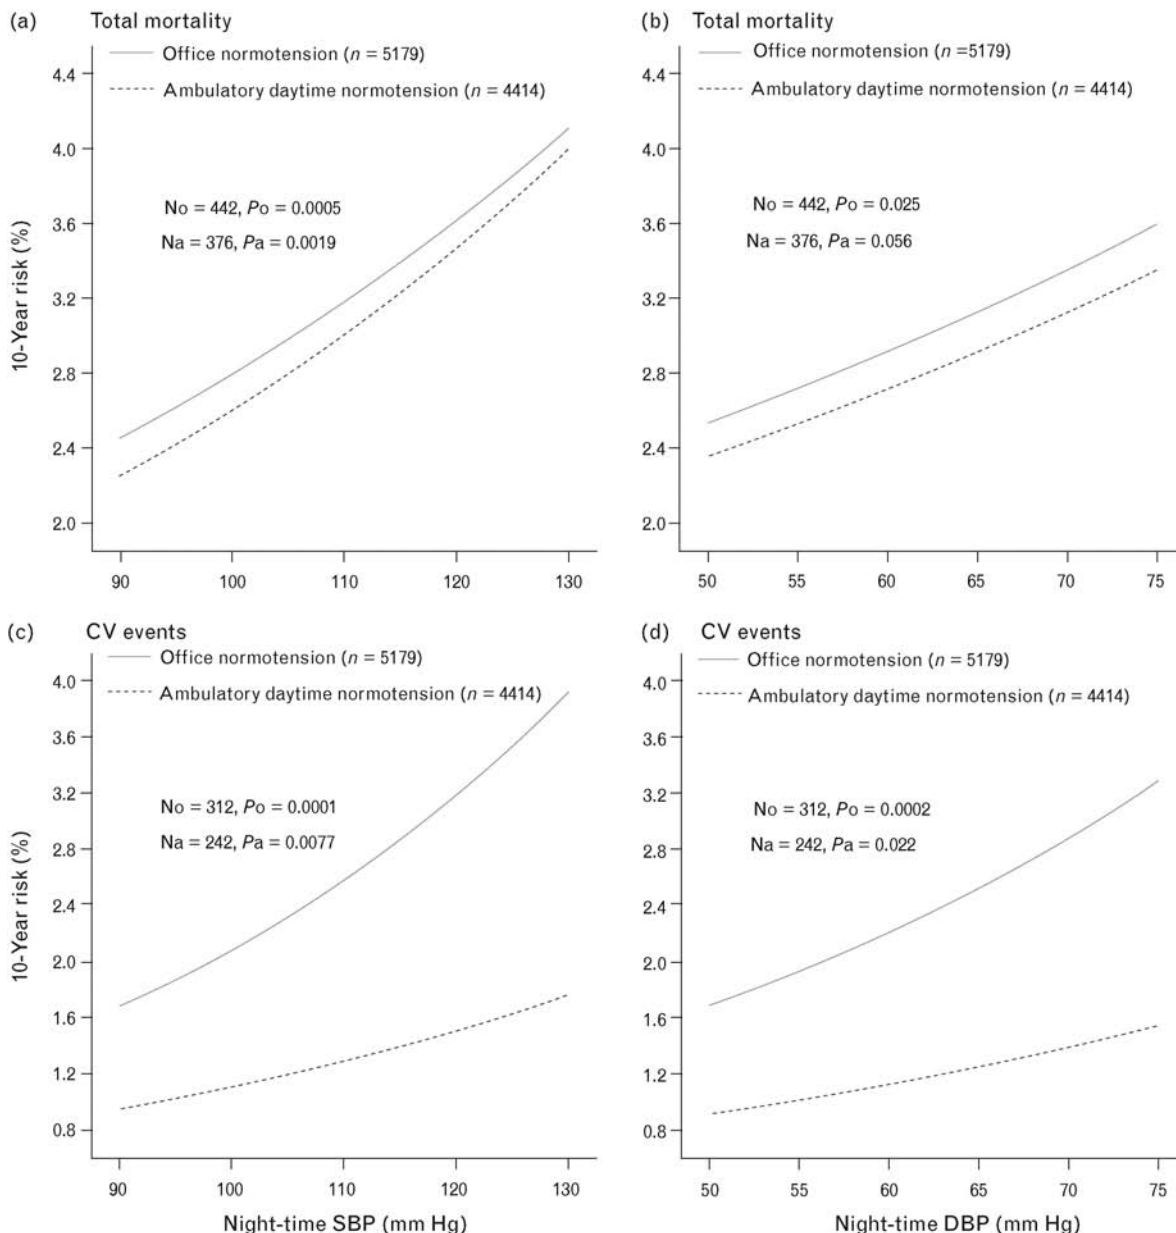 (a) Total mortality
Office normotension (n = 5179)
Ambulatory daytime normotension (n = 4414)
No = 442, Po = 0.0005
Na = 376, Pa = 0.0019
10-Year risk (%)
4.4
4.0
3.6
3.2
2.8
2.4
2.0
90 100 110 120 130
(b) Total mortality
Office normotension (n =5179)
Ambulatory daytime normotension (n = 4414)
No = 442, Po = 0.025
Na = 376, Pa = 0.056
4.4
4.0
3.6
3.2
2.8
2.4
2.0
50 55 60 65 70 75
(c) CV events
Office normotension (n = 5179)
Ambulatory daytime normotension (n = 4414)
No = 312, Po = 0.0001
Na = 242, Pa = 0.0077
10-Year risk (%)
4.0
3.6
3.2
2.8
2.4
2.0
1.6
1.2
0.8
90 100 110 120 130
Night-time SBP (mm Hg)
(d) CV events
Office normotension (n = 5179)
Ambulatory daytime normotension (n = 4414)
No = 312, Po = 0.0002
Na = 242, Pa = 0.022
4.0
3.6
3.2
2.8
2.4
2.0
1.6
1.2
0.8
50 55 60 65 70 75
Night-time DBP (mm Hg)